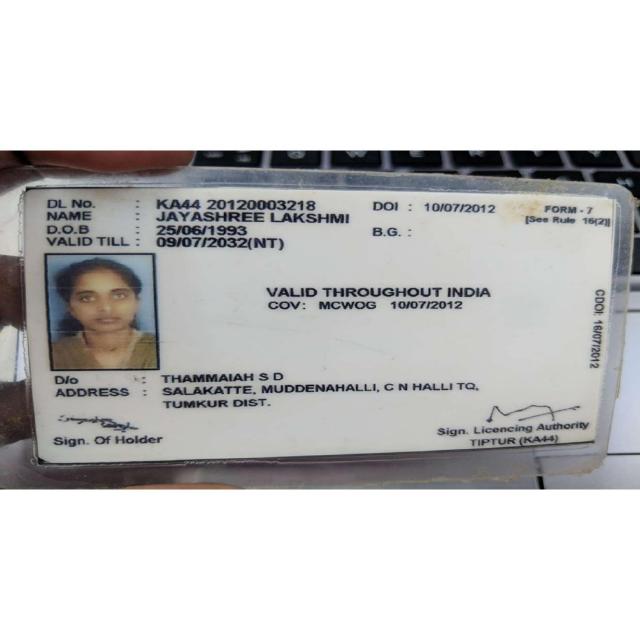 DL No. : KA44 20120003218 DOI : 10/07/2012 FORM - 7
NAME : JAYASHREE LAKSHMI [See Rule 16(2)]
D.O.B : 25/06/1993 B.G. :
VALID TILL : 09/07/2032(NT)
VALID THROUGHOUT INDIA
COV: MCWOG 10/07/2012
CDOI: 16/07/2012
D/o : THAMMAIAH S D
ADDRESS : SALAKATTE, MUDDENAHALLI, C N HALLI TQ,
TUMKUR DIST.
Sign. Of Holder
Sign. Licencing Authority
TIPTUR (KA44)